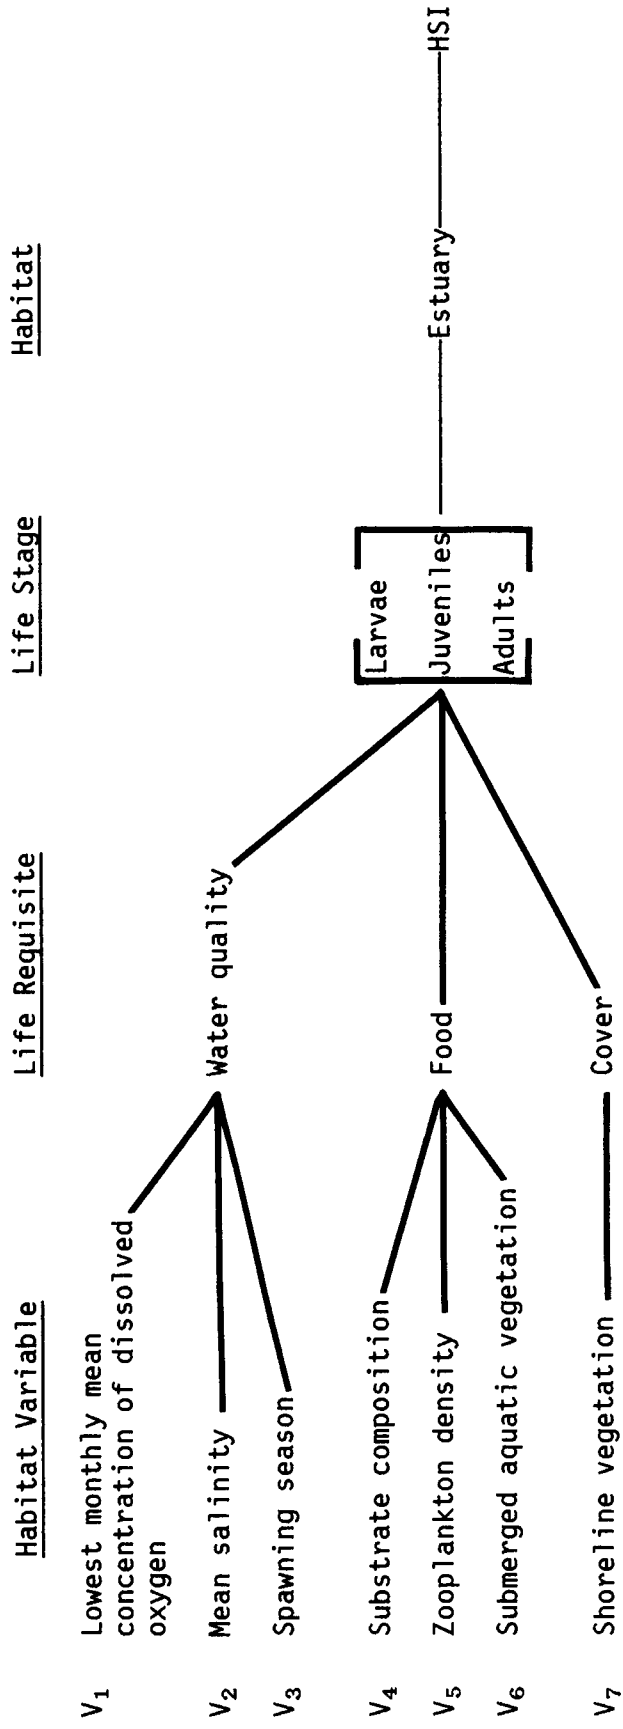 Habitat Variable
Life Requisite
Life Stage
Habitat
V₁ Lowest monthly mean
concentration of dissolved
oxygen
V₂ Mean salinity
V₃ Spawning season
Water quality
V₄ Substrate composition
V₅ Zooplankton density
V₆ Submerged aquatic vegetation
Food
V₇ Shoreline vegetation
Cover
Larvae
Juveniles
Adults
Estuary
HSI